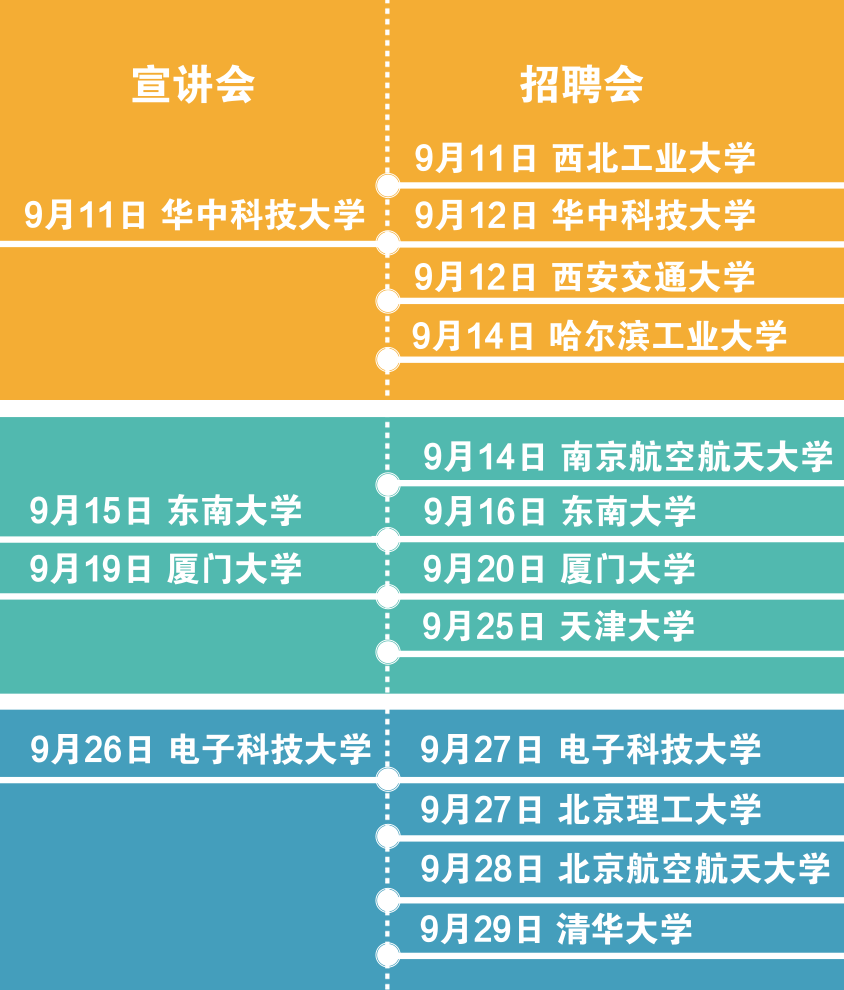 宣讲会
招聘会
9月11日 西北工业大学
9月11日 华中科技大学
9月12日 华中科技大学
9月12日 西安交通大学
9月14日 哈尔滨工业大学
9月14日 南京航空航天大学
9月15日 东南大学
9月16日 东南大学
9月19日 厦门大学
9月20日 厦门大学
9月25日 天津大学
9月26日 电子科技大学
9月27日 电子科技大学
9月27日 北京理工大学
9月28日 北京航空航天大学
9月29日 清华大学